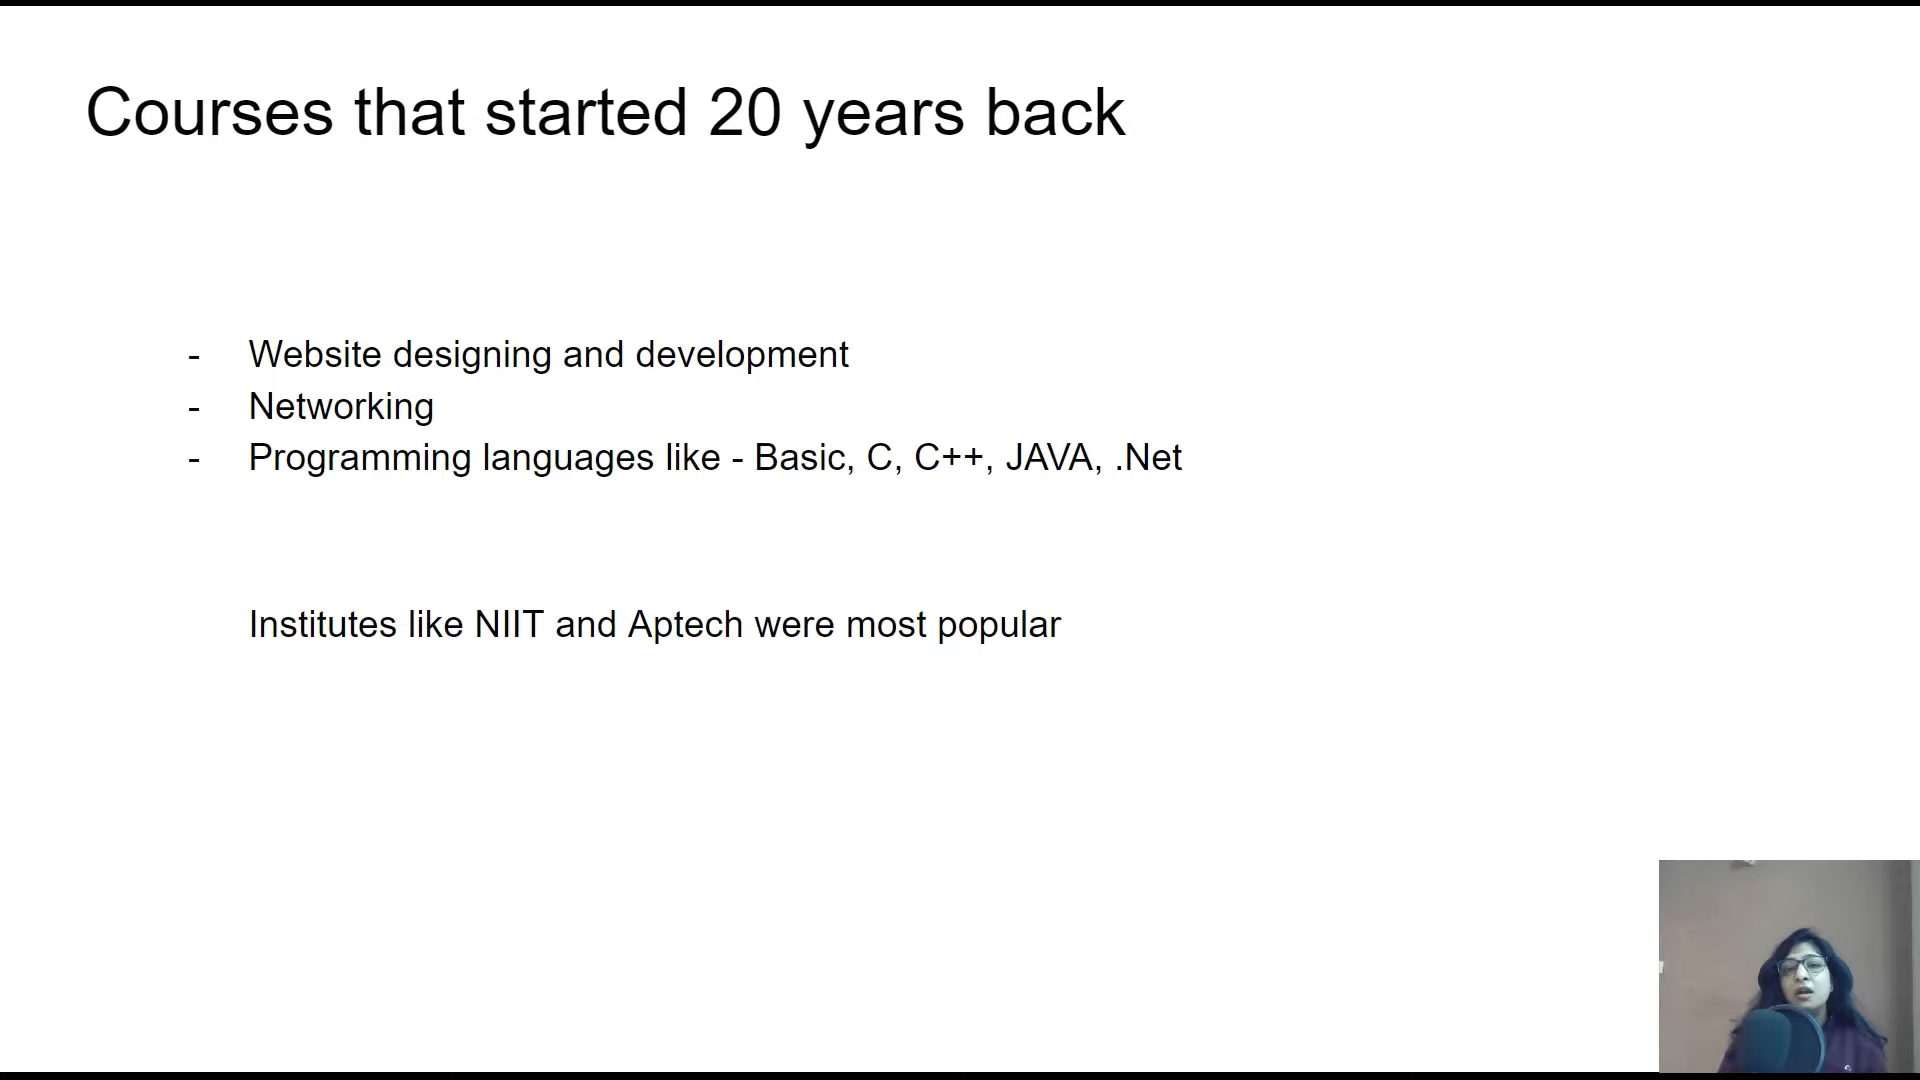 Courses that started 20 years back
- Website designing and development
- Networking
- Programming languages like - Basic, C, C++, JAVA, .Net
Institutes like NIIT and Aptech were most popular